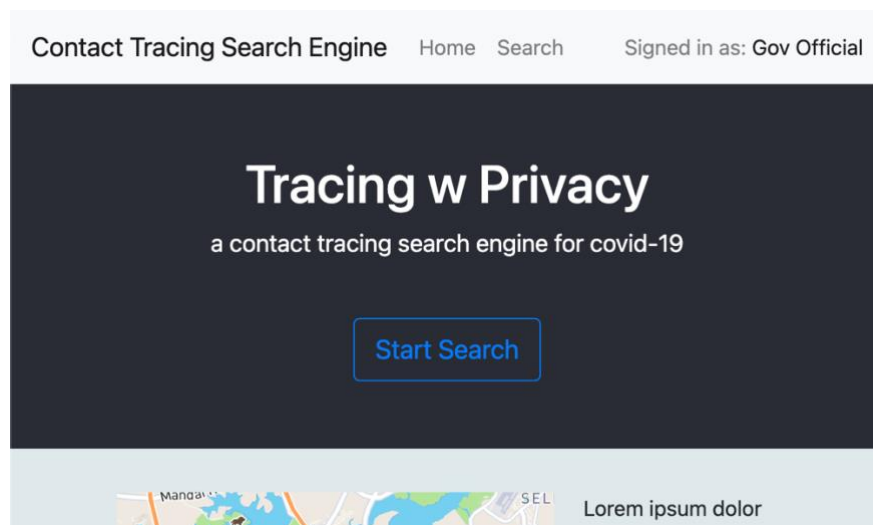 Contact Tracing Search Engine Home Search Signed in as: Gov Official
Tracing w Privacy
a contact tracing search engine for covid-19
Start Search
SEL
Lorem ipsum dolor